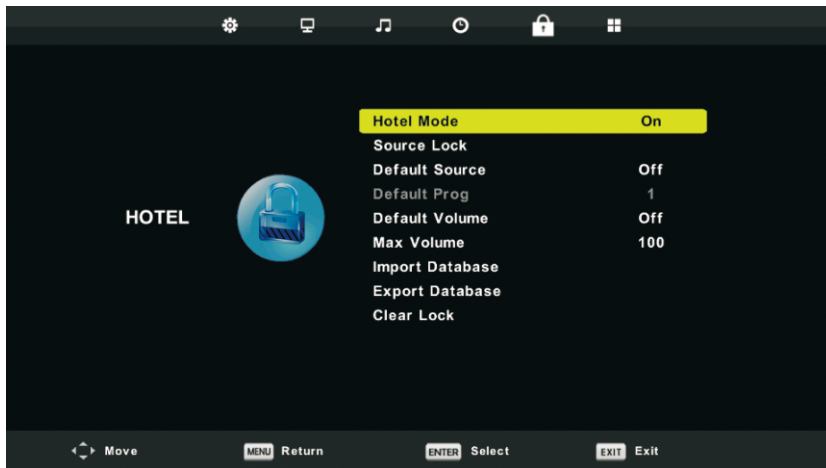 Hotel Mode On
Source Lock
Default Source Off
Default Prog 1
HOTEL
Default Volume Off
Max Volume 100
Import Database
Export Database
Clear Lock
Move MENU Return ENTER Select EXIT Exit